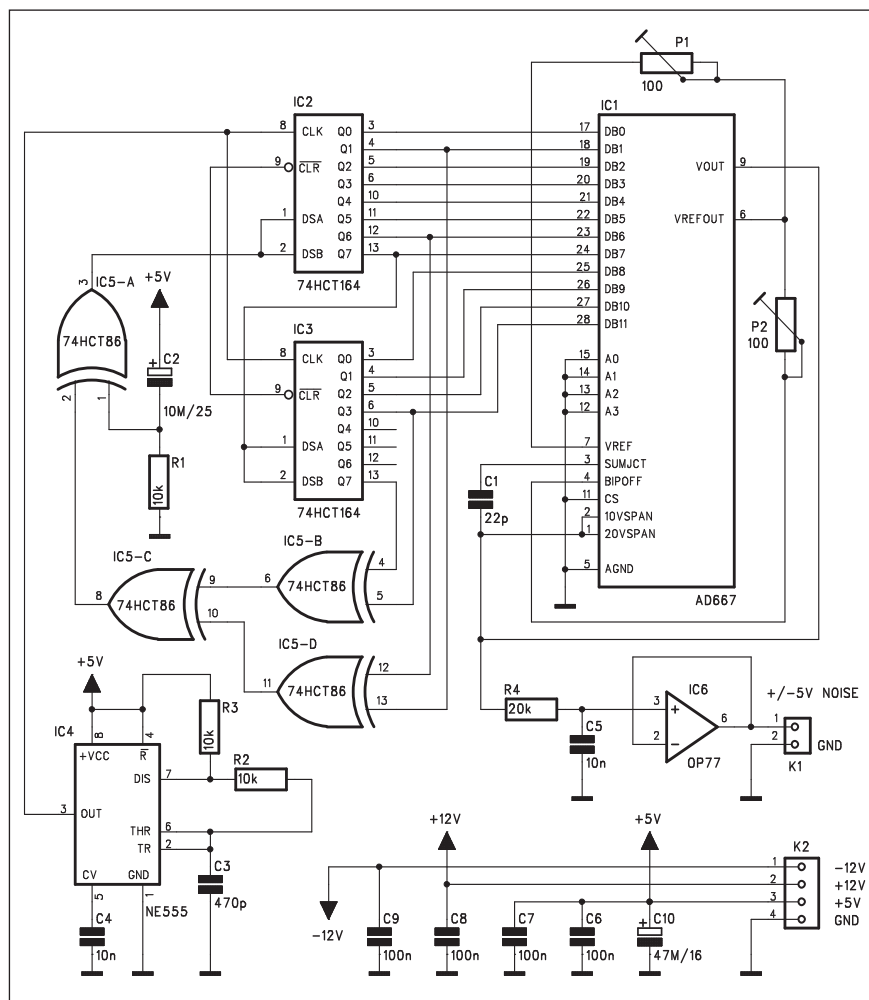 P1
100
IC2
IC1
8 CLK Q0 3
17 DB0
Q1 4
18 DB1
9 CLR Q2 5
19 DB2
VOUT 9
Q3 6
20 DB3
Q4 10
21 DB4
1 DSA Q5 11
22 DB5
VREFOUT 6
Q6 12
23 DB6
2 DSB Q7 13
24 DB7
25 DB8
74HCT164
26 DB9
27 DB10
28 DB11
3
IC5-A
+5V
74HCT86
2
1
+
C2
10M/25
R1
10k
P2
100
IC3
8 CLK Q0 3
Q1 4
9 CLR Q2 5
Q3 6
Q4 10
1 DSA Q5 11
Q6 12
2 DSB Q7 13
74HCT164
15 A0
14 A1
13 A2
12 A3
7 VREF
3 SUMJCT
4 BIPOFF
11 CS
2 10VSPAN
1 20VSPAN
5 AGND
AD667
C1
22p
IC5-C
8
74HCT86
9
10
IC5-B
6
74HCT86
4
5
IC5-D
11
74HCT86
12
13
+5V
IC4
8
4
+VCC
R
DIS 7
3 OUT
THR 6
TR 2
CV
GND
5
1
NE555
R3
10k
R2
10k
C3
470p
C4
10n
R4
20k
C5
10n
IC6
3 +
2 -
6
OP77
+/-5V NOISE
1
2
GND
K1
+12V
+5V
-12V
K2
1 -12V
2 +12V
3 +5V
4 GND
C9
100n
C8
100n
C7
100n
C6
100n
+
C10
47M/16